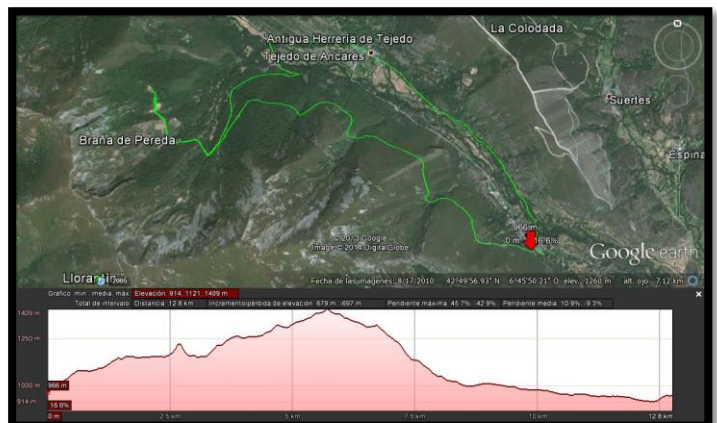 N
La Colodada
Antigua Herrería de Tejedo
Tejedo de Ancares
Suertes
Braña de Pereda
Espina
966 m
0 m 16.6%
© 2013 Google
Image © 2014 DigitalGlobe
Google earth
2005
Fecha de las imágenes: 8/17/2010 42°49'56.93" N 6°45'50.21" O elev. 1260 m alt. ojo 7.12 km
Gráfico: mín., media, máx. Elevación: 914, 1121, 1409 m
Total de intervalo: Distancia: 12.8 km Incremento/pérdida de elevación: 679 m, -697 m Pendiente máxima: 45.7%, -42.9% Pendiente media: 10.9%, -9.3%
1409 m
1250 m
1000 m
966 m
914 m
16.6%
0 m 2.5 km 5 km 7.5 km 10 km 12.8 km